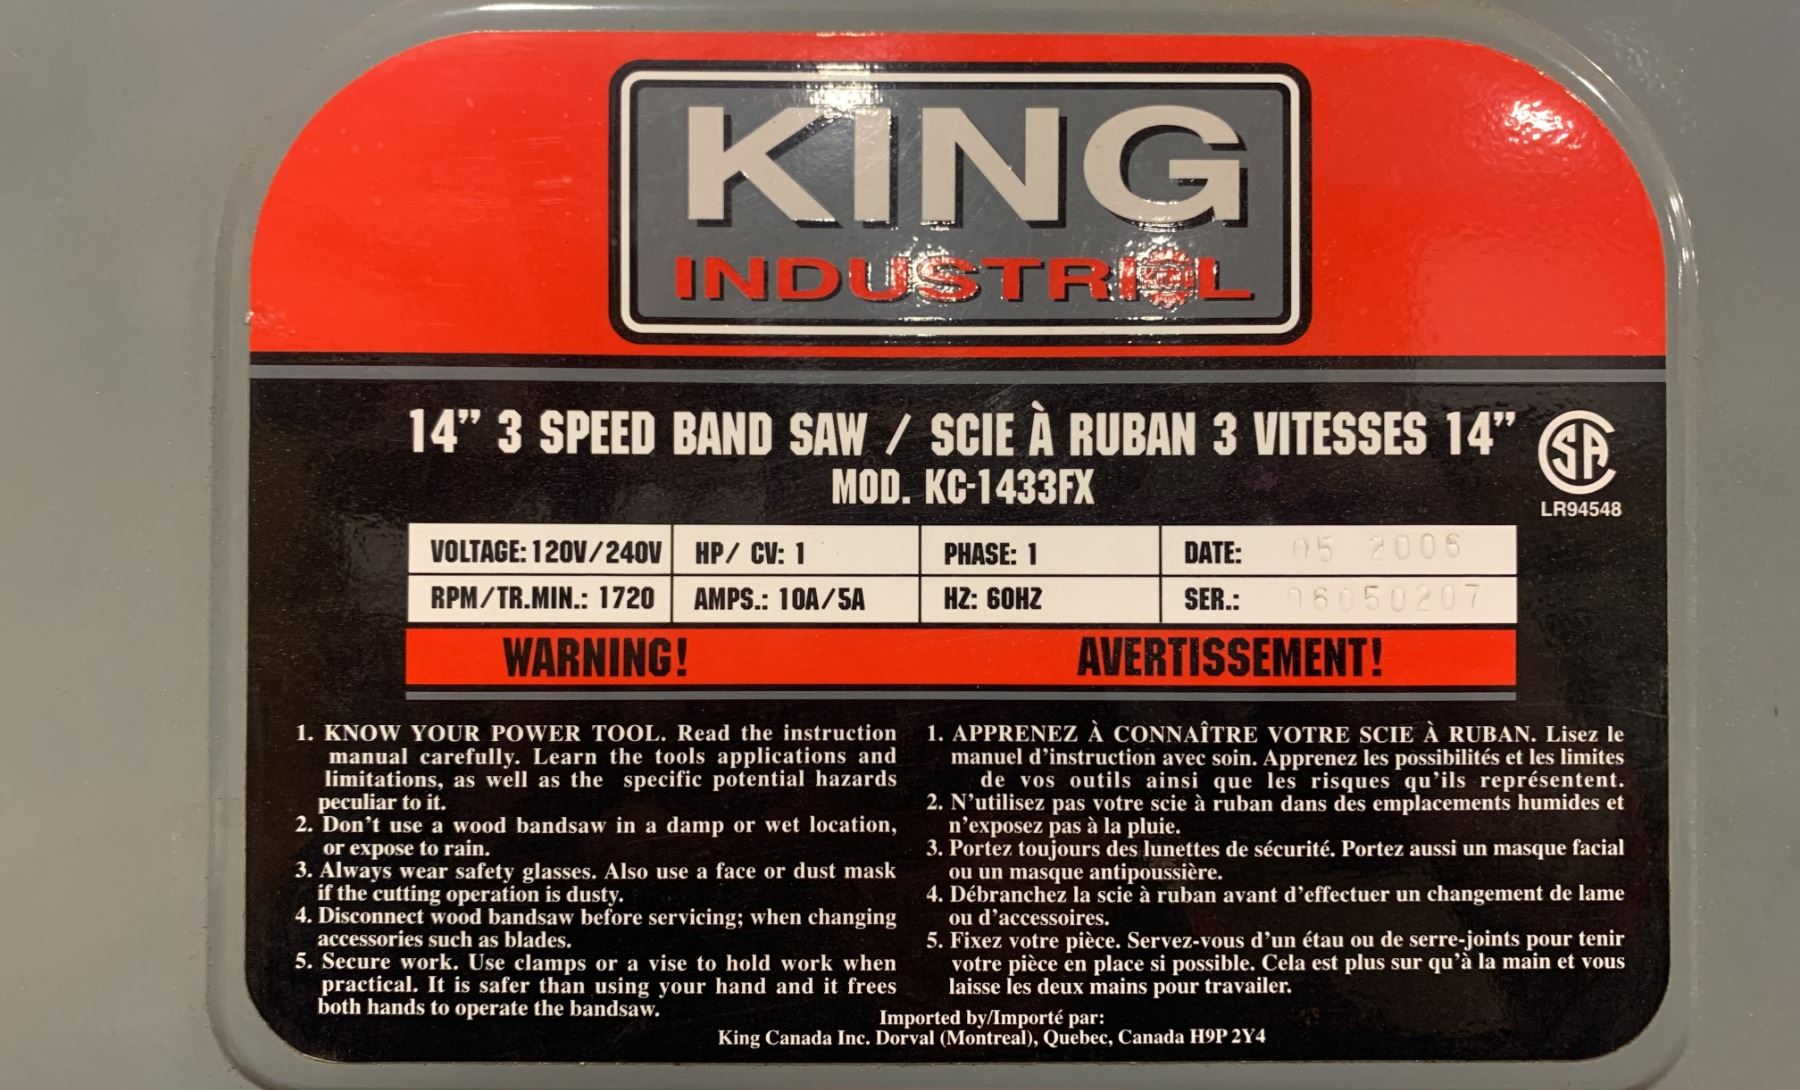 KING
INDUSTRIAL
14” 3 SPEED BAND SAW / SCIE À RUBAN 3 VITESSES 14”
MOD. KC-1433FX
SA
LR94548
VOLTAGE: 120V/240V HP/ CV: 1 PHASE: 1 DATE: 05 2006
RPM/TR.MIN.: 1720 AMPS.: 10A/5A HZ: 60HZ SER.: 06050207
WARNING! AVERTISSEMENT!
1. KNOW YOUR POWER TOOL. Read the instruction
manual carefully. Learn the tools applications and
limitations, as well as the specific potential hazards
peculiar to it.
2. Don’t use a wood bandsaw in a damp or wet location,
or expose to rain.
3. Always wear safety glasses. Also use a face or dust mask
if the cutting operation is dusty.
4. Disconnect wood bandsaw before servicing; when changing
accessories such as blades.
5. Secure work. Use clamps or a vise to hold work when
practical. It is safer than using your hand and it frees
both hands to operate the bandsaw.
1. APPRENEZ À CONNAÎTRE VOTRE SCIE À RUBAN. Lisez le
manuel d’instruction avec soin. Apprenez les possibilités et les limites
de vos outils ainsi que les risques qu’ils représentent.
2. N’utilisez pas votre scie à ruban dans des emplacements humides et
n’exposez pas à la pluie.
3. Portez toujours des lunettes de sécurité. Portez aussi un masque facial
ou un masque antipoussière.
4. Débranchez la scie à ruban avant d’effectuer un changement de lame
ou d’accessoires.
5. Fixez votre pièce. Servez-vous d’un étau ou de serre-joints pour tenir
votre pièce en place si possible. Cela est plus sur qu’à la main et vous
laisse les deux mains pour travailer.
Imported by/Importé par:
King Canada Inc. Dorval (Montreal), Quebec, Canada H9P 2Y4